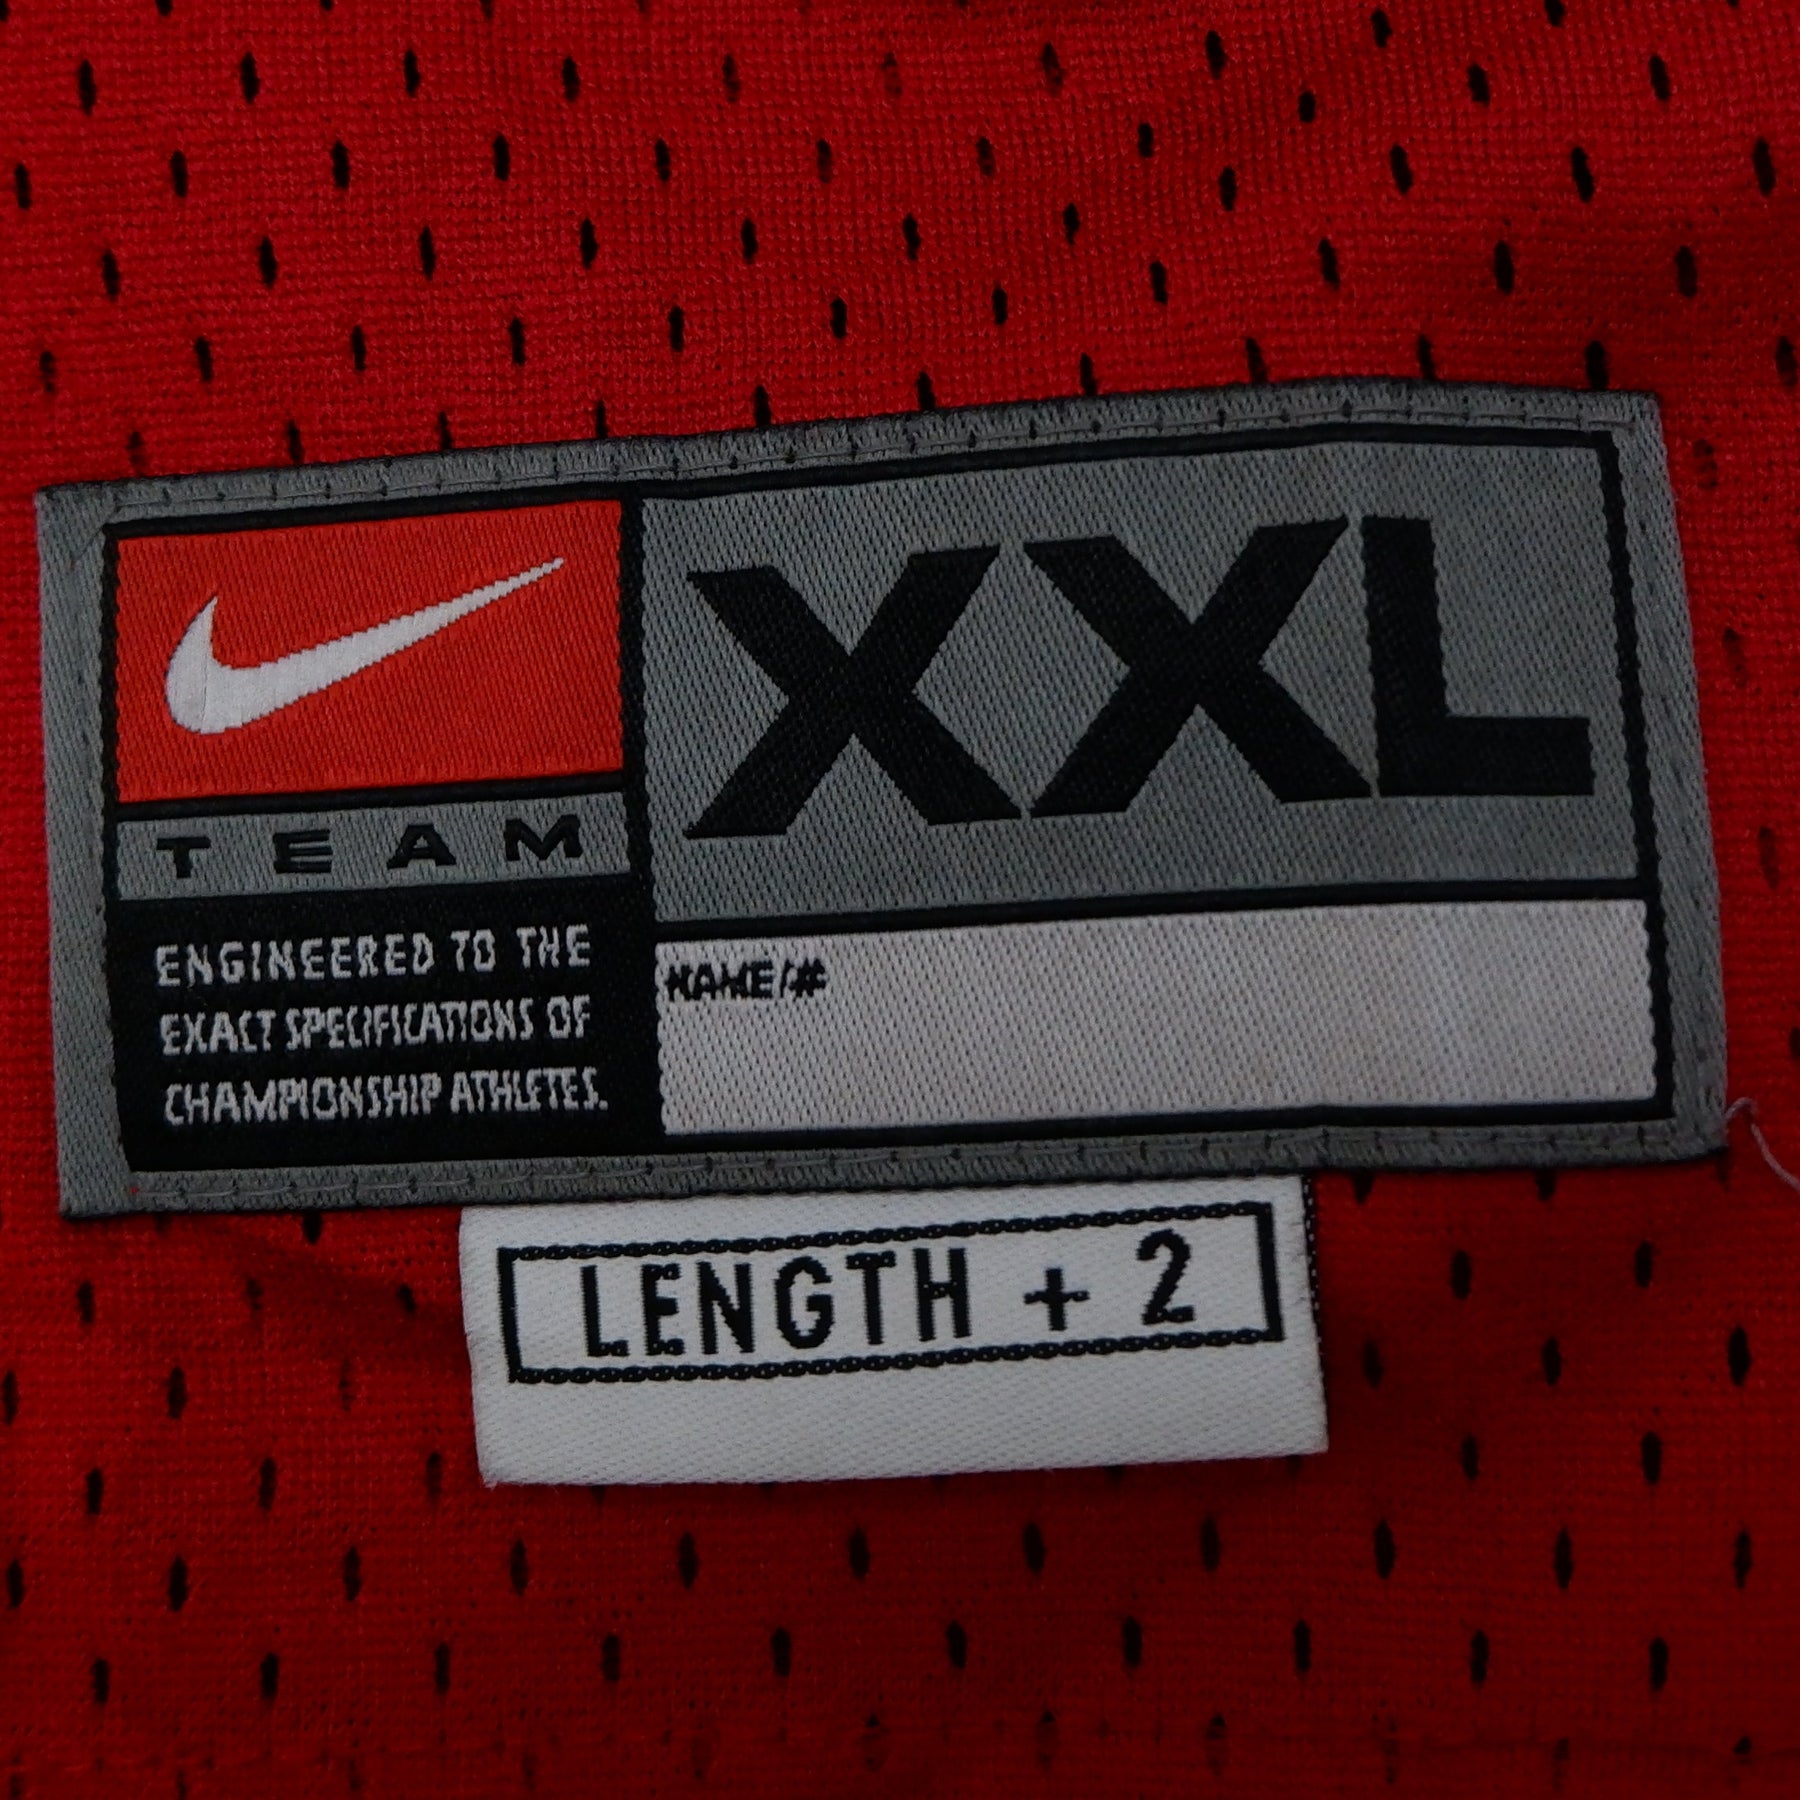 XXL
TEAM
ENGINEERED TO THE
EXACT SPECIFICATIONS OF
CHAMPIONSHIP ATHLETES.
NAME/#
LENGTH + 2